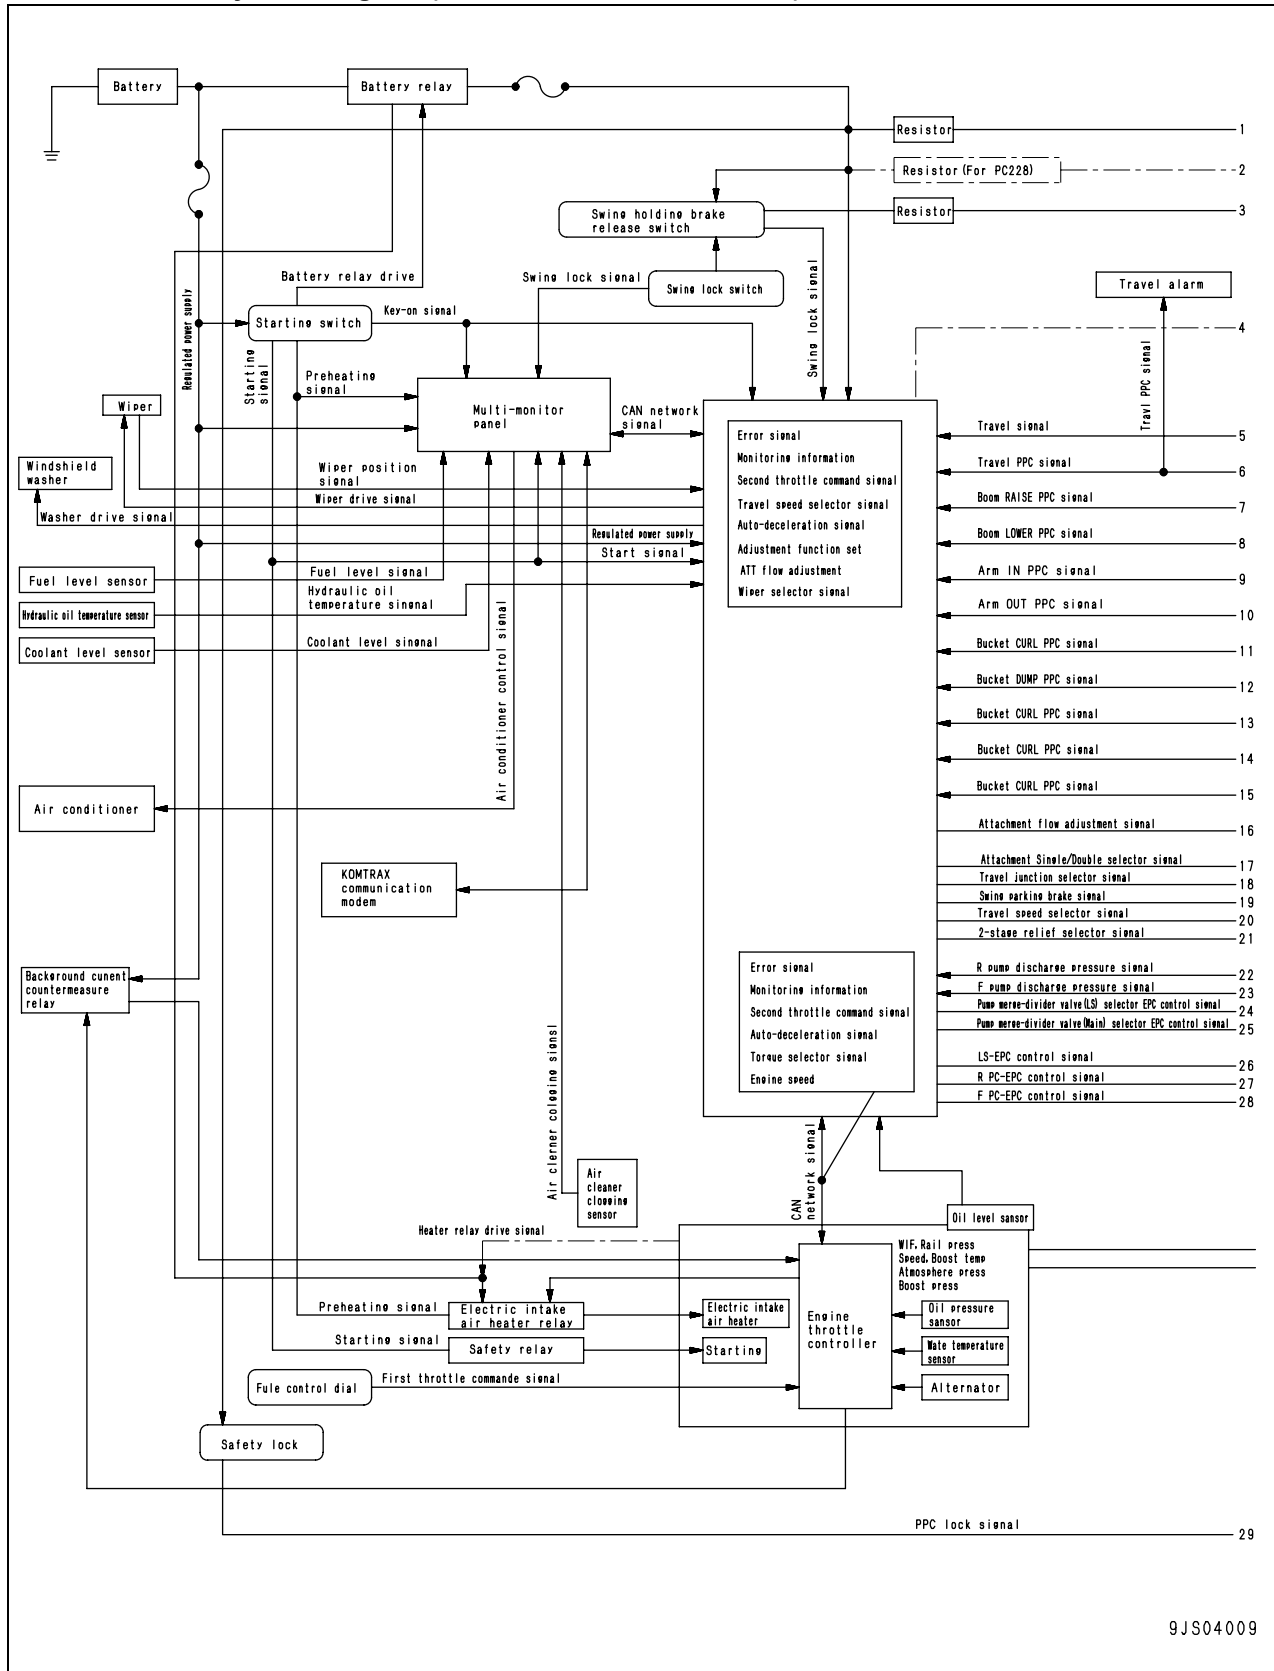 Battery
Battery relay
Resistor
1
Resistor (For PC228)
2
Swing holding brake
release switch
Resistor
3
Battery relay drive
Swing lock signal
Swing lock switch
Swing lock signal
Travel alarm
Regulated power supply
Starting switch
Key-on signal
4
Starting
signal
Preheating
signal
Travl PPC signal
Wiper
Multi-monitor
panel
CAN network
signal
Error signal
Monitoring information
Second throttle command signal
Travel speed selector signal
Auto-deceleration signal
Adjustment function set
ATT flow adjustment
Wiper selector signal
Travel signal
5
Windshield
washer
Wiper position
signal
Travel PPC signal
6
Wiper drive signal
Boom RAISE PPC signal
7
Washer drive signal
Regulated power supply
Boom LOWER PPC signal
8
Start signal
Fuel level sensor
Fuel level signal
Arm IN PPC signal
9
Hydraulic oil temperature sensor
Hydraulic oil
temperature sinenal
Arm OUT PPC signal
10
Coolant level sensor
Coolant level sinenal
Bucket CURL PPC signal
11
Air conditioner control signal
Bucket DUMP PPC signal
12
Bucket CURL PPC signal
13
Bucket CURL PPC signal
14
Bucket CURL PPC signal
15
Air conditioner
Attachment flow adjustment signal
16
KOMTRAX
communication
modem
Attachment Single/Double selector signal
17
Travel junction selector signal
18
Swing parking brake signal
19
Travel speed selector signal
20
2-stage relief selector signal
21
Background cunent
countermeasure
relay
Error signal
Monitoring information
Second throttle command signal
Auto-deceleration signal
Torque selector signal
Engine speed
R pump discharge pressure signal
22
F pump discharge pressure signal
23
Pump merge-divider valve(LS) selector EPC control signal
24
Pump merge-divider valve(Main) selector EPC control signal
25
LS-EPC control signal
26
R PC-EPC control signal
27
F PC-EPC control signal
28
Air clerner cologging signsl
Air
cleaner
clogging
sensor
CAN
network signal
Oil level sansor
Heater relay drive signal
WIF,Rail press
Speed,Boost temp
Atmosphere press
Boost press
Preheating signal
Electric intake
air heater relay
Electric intake
air heater
Engine
throttle
controller
Oil pressure
sansor
Starting signal
Safety relay
Starting
Wate temperature
sensor
Fule control dial
First throttle commande signal
Alternator
Safety lock
PPC lock signal
29
9JS04009